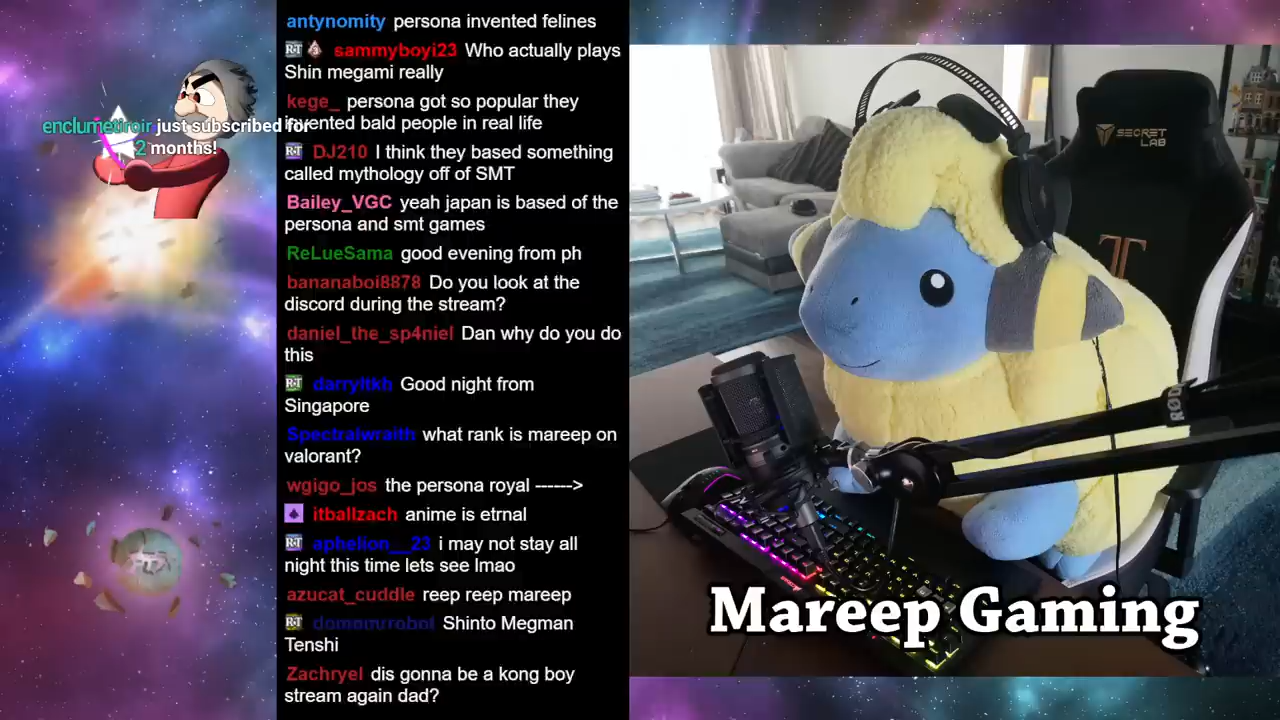 enclumetiroir just subscribed for
2 months!
antynomity persona invented felines
sammyboyi23 Who actually plays
Shin megami really
kege_ persona got so popular they
invented bald people in real life
DJ210 I think they based something
called mythology off of SMT
Bailey_VGC yeah japan is based of the
persona and smt games
ReLueSama good evening from ph
bananaboi8878 Do you look at the
discord during the stream?
daniel_the_sp4niel Dan why do you do
this
darryltkh Good night from
Singapore
Spectralwraith what rank is mareep on
valorant?
wgigo_jos the persona royal ------>
itballzach anime is etrnal
aphelion__23 i may not stay all
night this time lets see lmao
azucat_cuddle reep reep mareep
Shinto Megman
Tenshi
Zachryel dis gonna be a kong boy
stream again dad?
SECRET
LAB
RØDE
Mareep Gaming